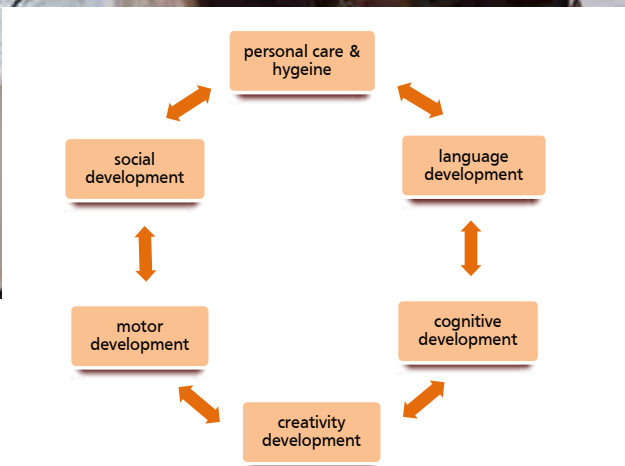 personal care &
hygeine
social
development
language
development
motor
development
cognitive
development
creativity
development